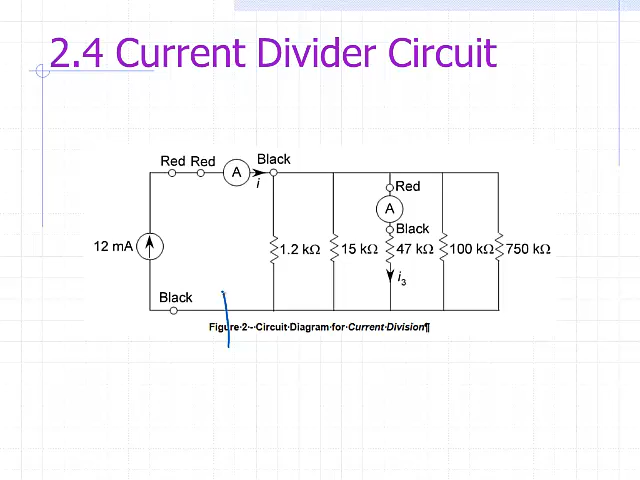 2.4 Current Divider Circuit
Red Red A Black
i
Red
A
Black
12 mA 1.2 kΩ 15 kΩ 47 kΩ 100 kΩ 750 kΩ
i3
Black
Figure·2·-·Circuit·Diagram·for·Current·Division¶